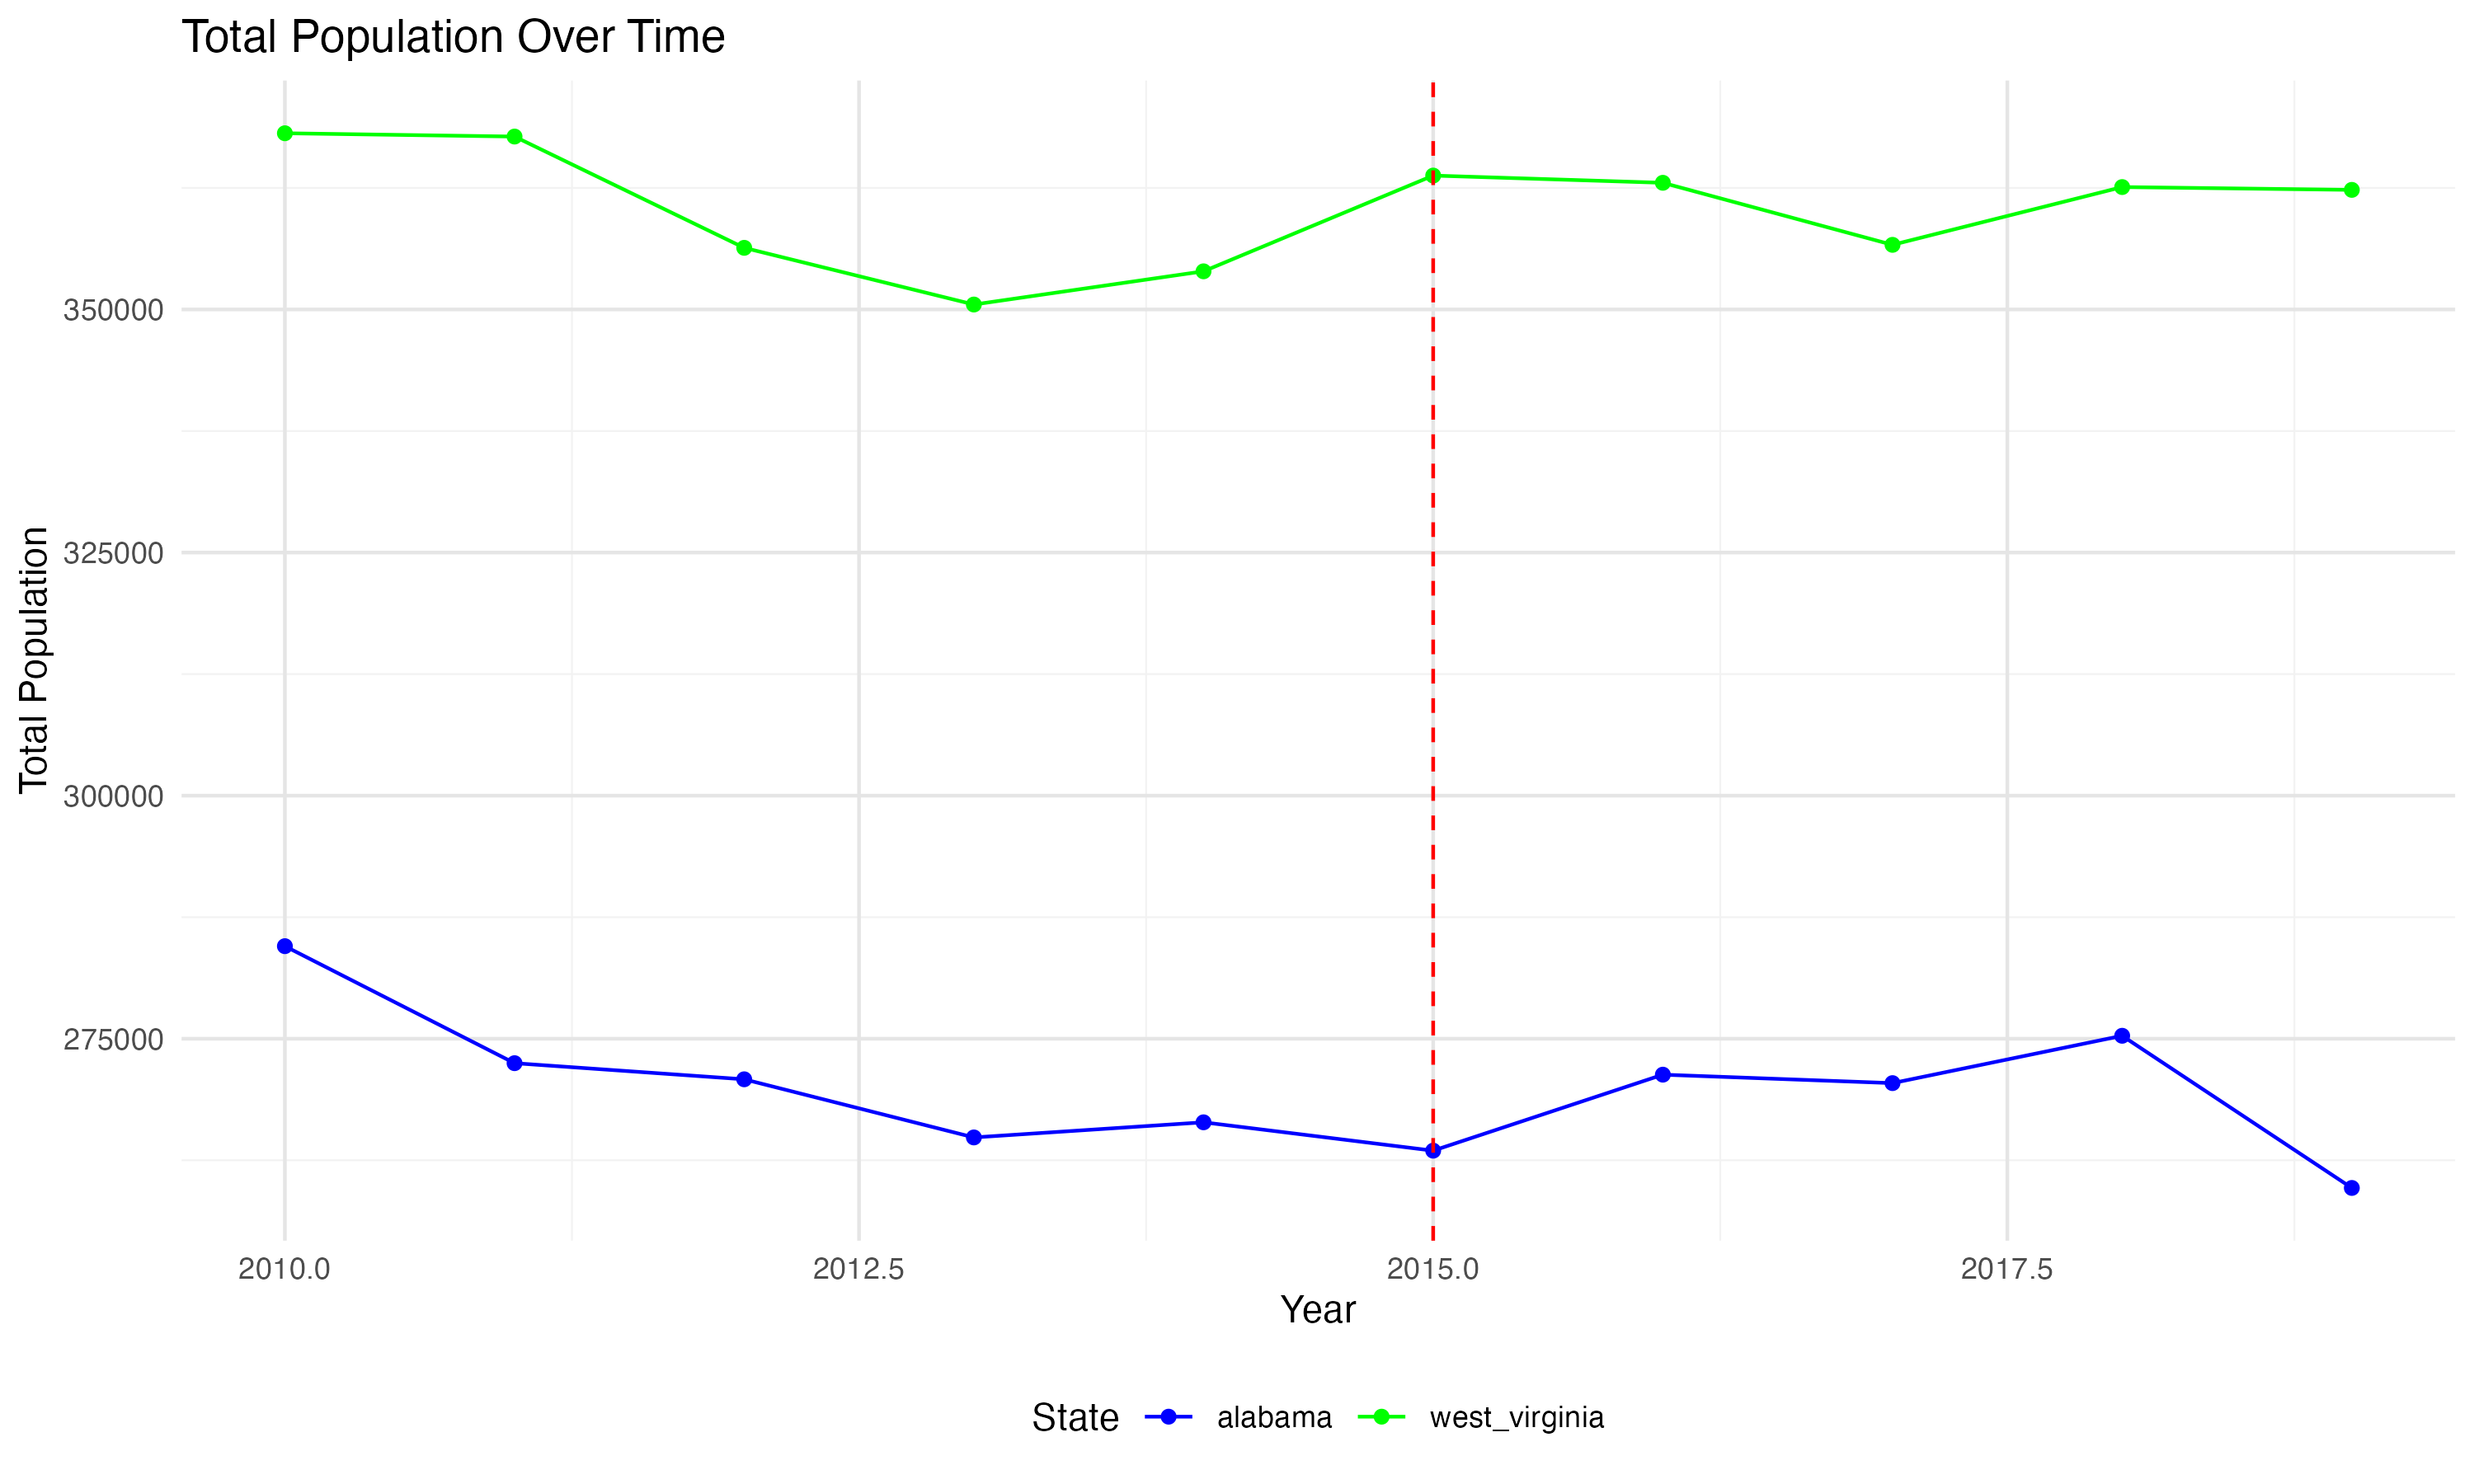 Total Population Over Time
Total Population
350000
325000
300000
275000
2010.0 2012.5 2015.0 2017.5
Year
State alabama west_virginia